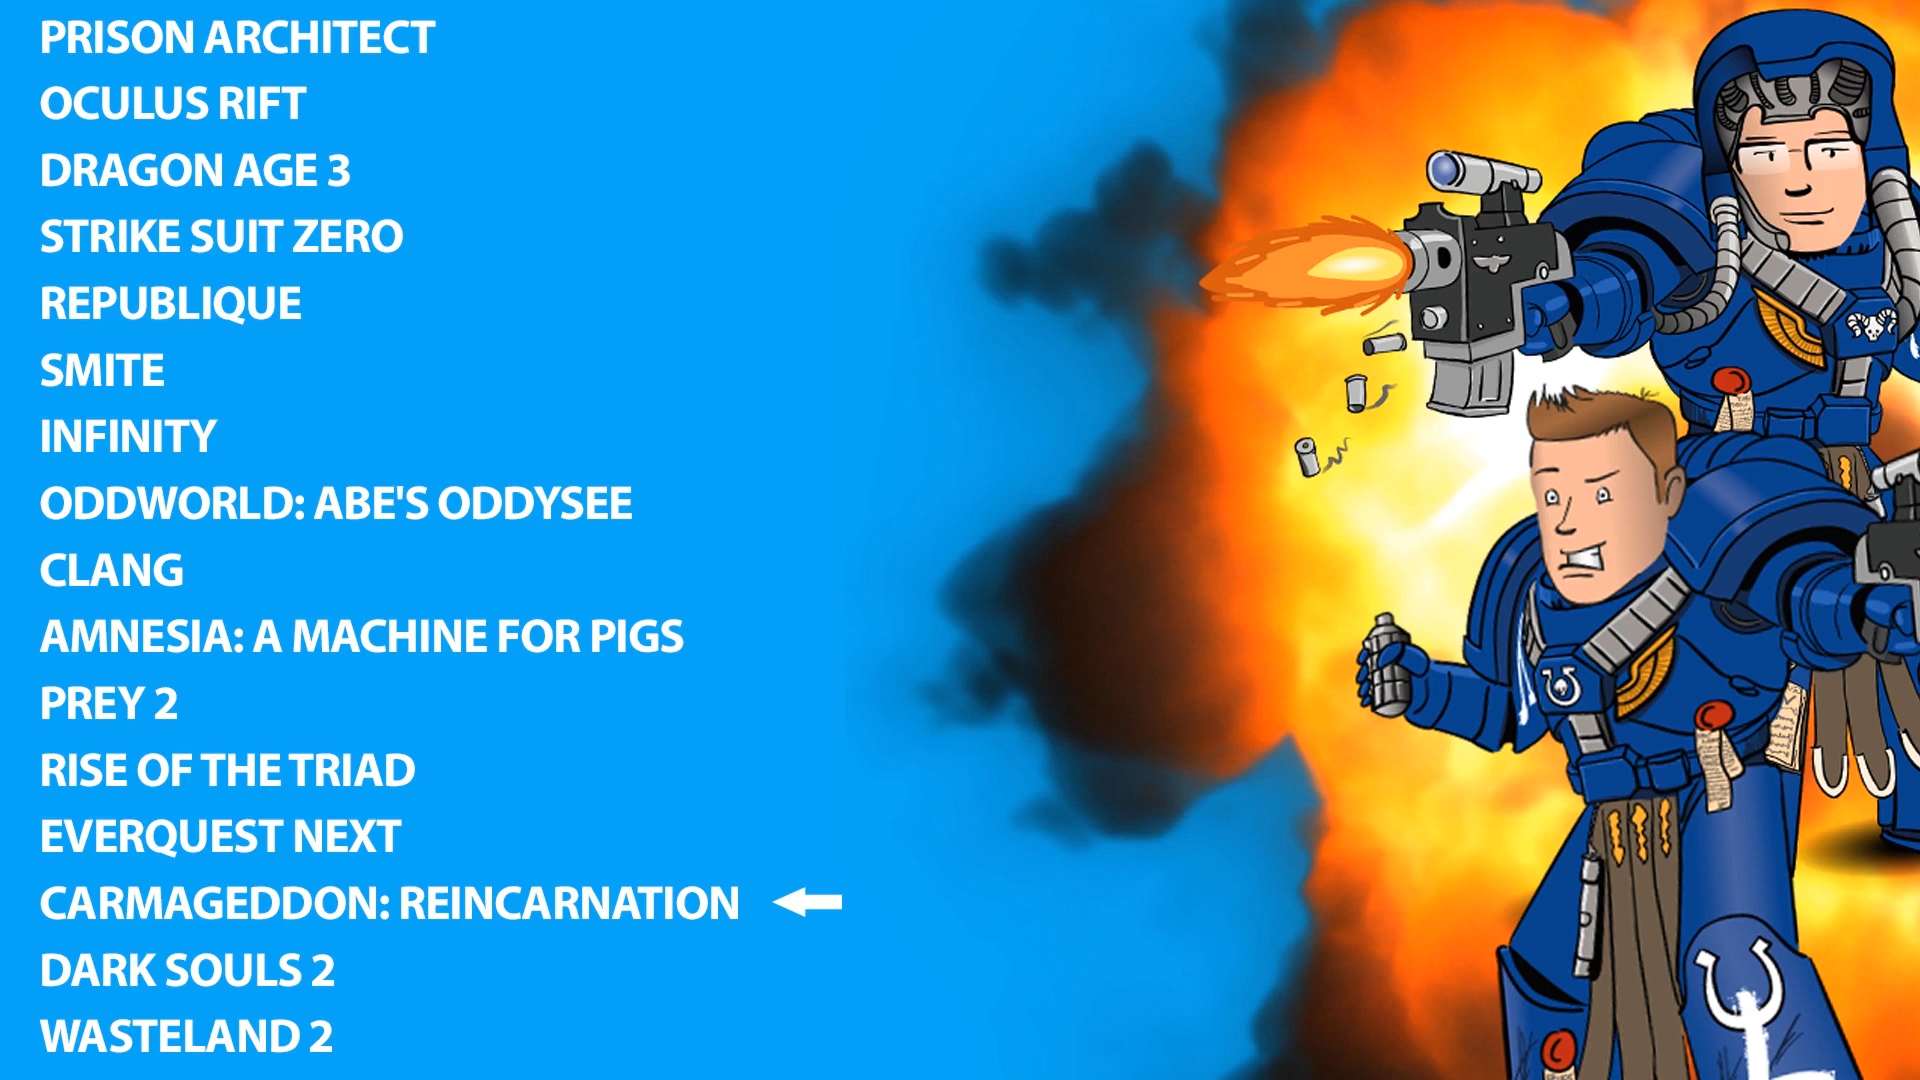 PRISON ARCHITECT
OCULUS RIFT
DRAGON AGE 3
STRIKE SUIT ZERO
REPUBLIQUE
SMITE
INFINITY
ODDWORLD: ABE'S ODDYSEE
CLANG
AMNESIA: A MACHINE FOR PIGS
PREY 2
RISE OF THE TRIAD
EVERQUEST NEXT
CARMAGEDDON: REINCARNATION
DARK SOULS 2
WASTELAND 2